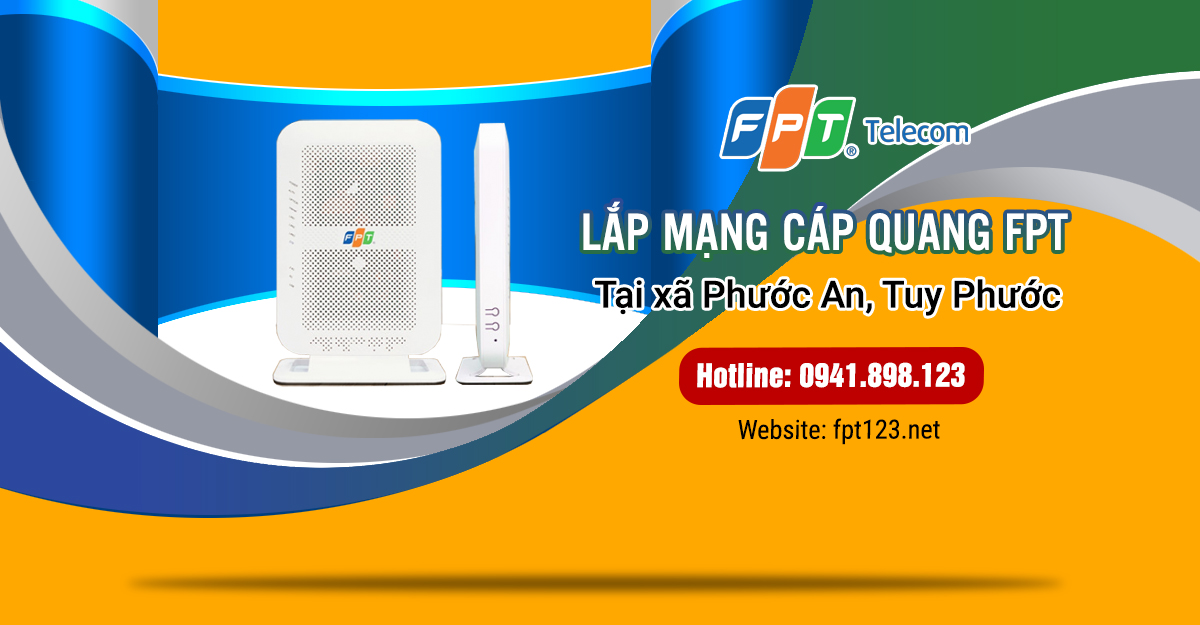 FPT® Telecom
FPT
LẮP MẠNG CÁP QUANG FPT
Tại xã Phước An, Tuy Phước
Hotline: 0941.898.123
Website: fpt123.net